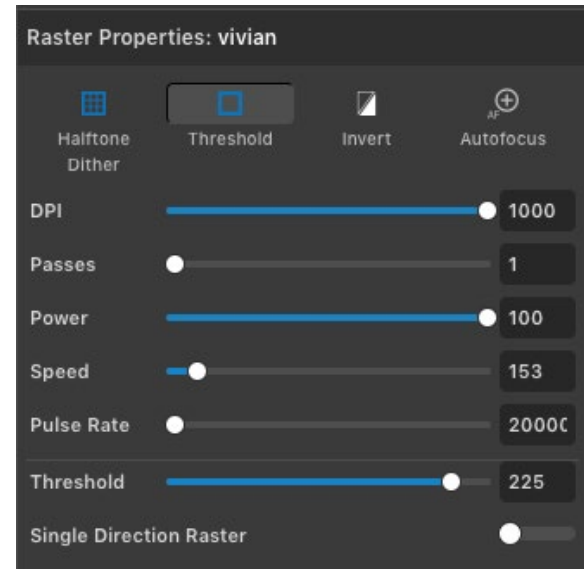 Raster Properties: vivian
AF
Halftone Dither
Threshold
Invert
Autofocus
DPI 1000
Passes 1
Power 100
Speed 153
Pulse Rate 20000
Threshold 225
Single Direction Raster